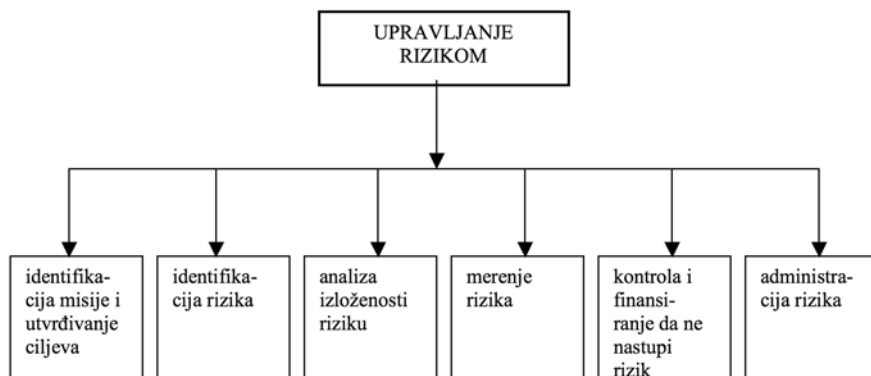 UPRAVLJANJE
RIZIKOM
identifika-
cija misije i
utvrđivanje
ciljeva
identifika-
cija rizika
analiza
izloženosti
riziku
merenje
rizika
kontrola i
finansi-
ranje da ne
nastupi
rizik
administra-
cija rizika